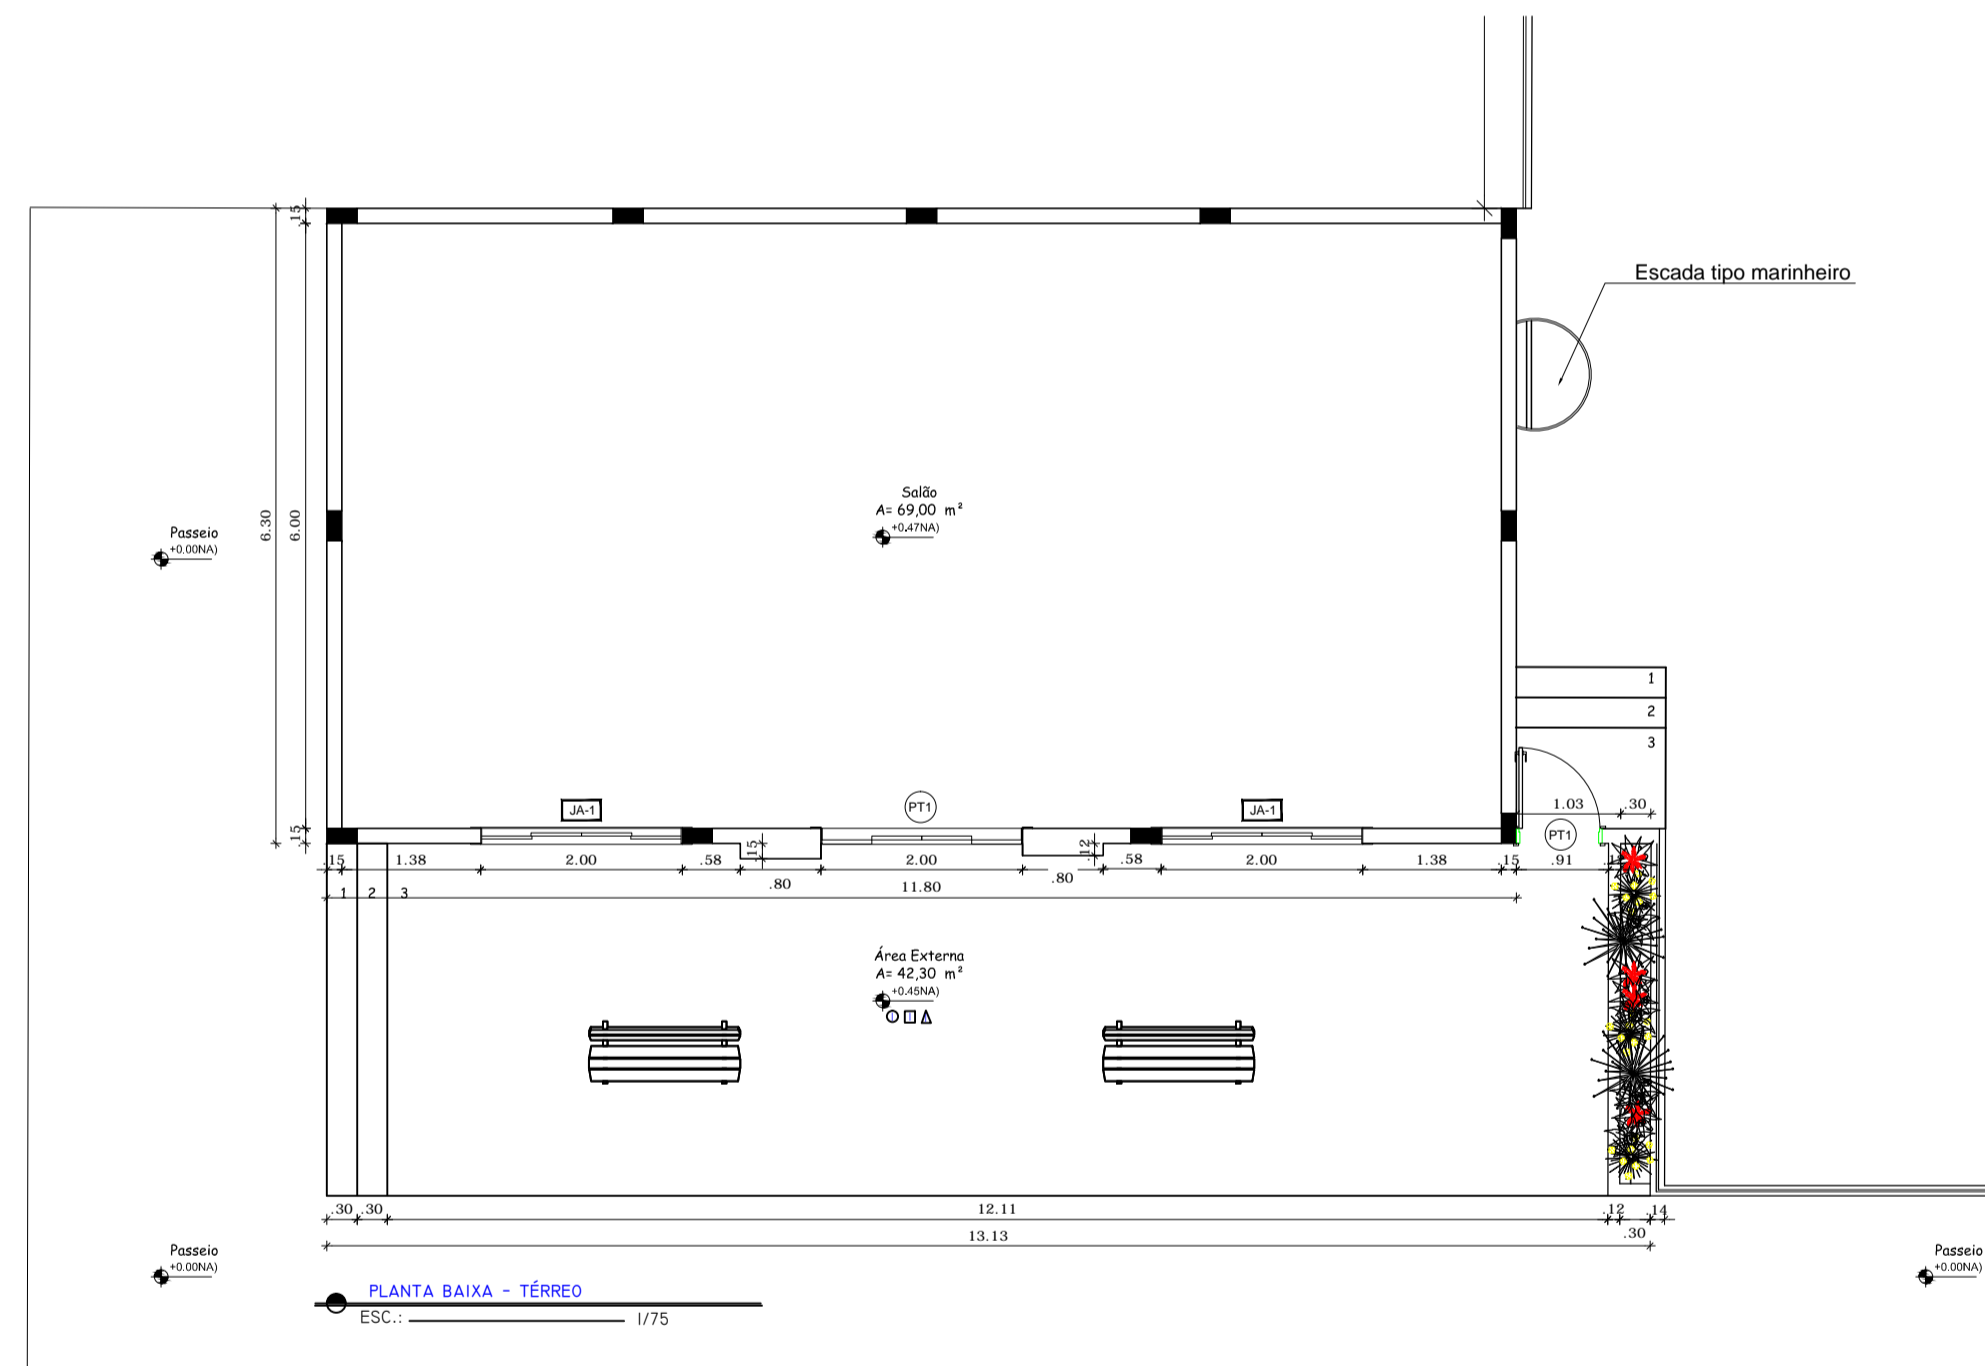 Escada tipo marinheiro
.15
6.30
6.00
.15
Passeio
+0.00NA)
Salão
A= 69,00 m²
+0.47NA)
1
2
3
JA-1
PT1
JA-1
1.03
.30
PT1
.15
1.38
2.00
.58
.15
.80
2.00
11.80
.12
.80
.58
2.00
1.38
.15
.91
1
2
3
Área Externa
A= 42,30 m²
+0.45NA)
.30
.30
12.11
.12
.30
.14
13.13
Passeio
+0.00NA)
Passeio
+0.00NA)
PLANTA BAIXA - TÉRREO
ESC.: 1/75